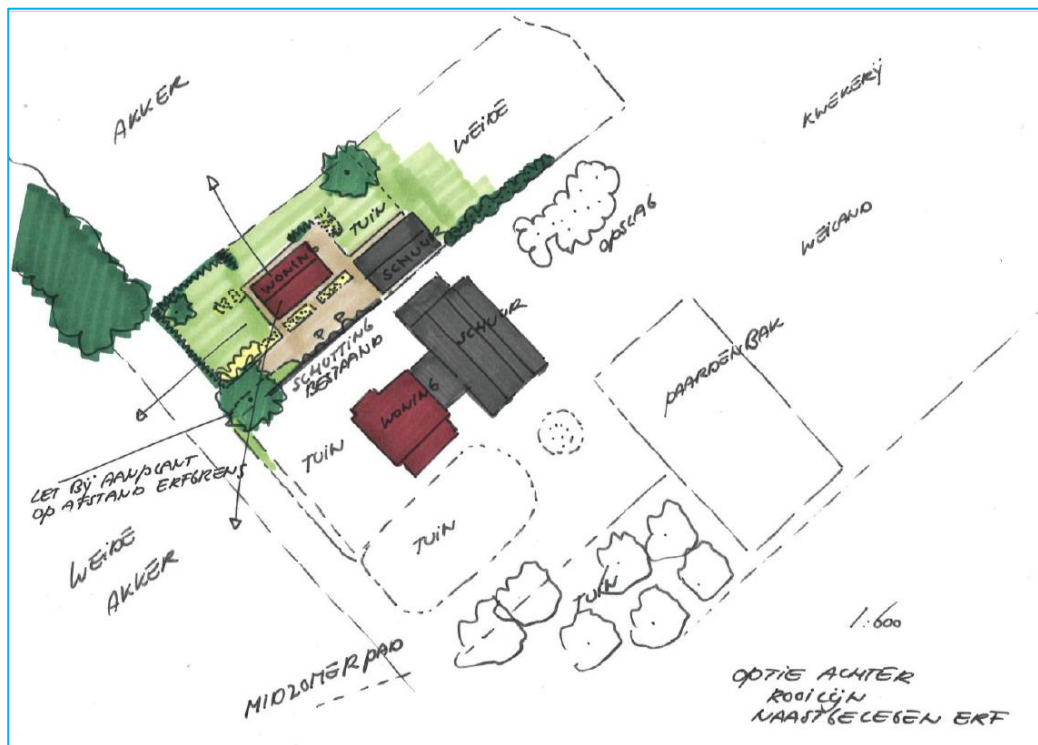 AKKER
WEIDE
KWEKERIJ
WEILAND
TUIN
WONING
SCHUUR
OPSLAG
P P
SCHUTTING
BESTAAND
SCHUUR
WONING
PAARDENBAK
TUIN
LET BIJ AANPLANT
OP AFSTAND ERFGRENS
TUIN
WEIDE
AKKER
TUIN
MIDZOMERPAD
1:600
OPTIE ACHTER
ROOILIJN
NAASTGELEGEN ERF